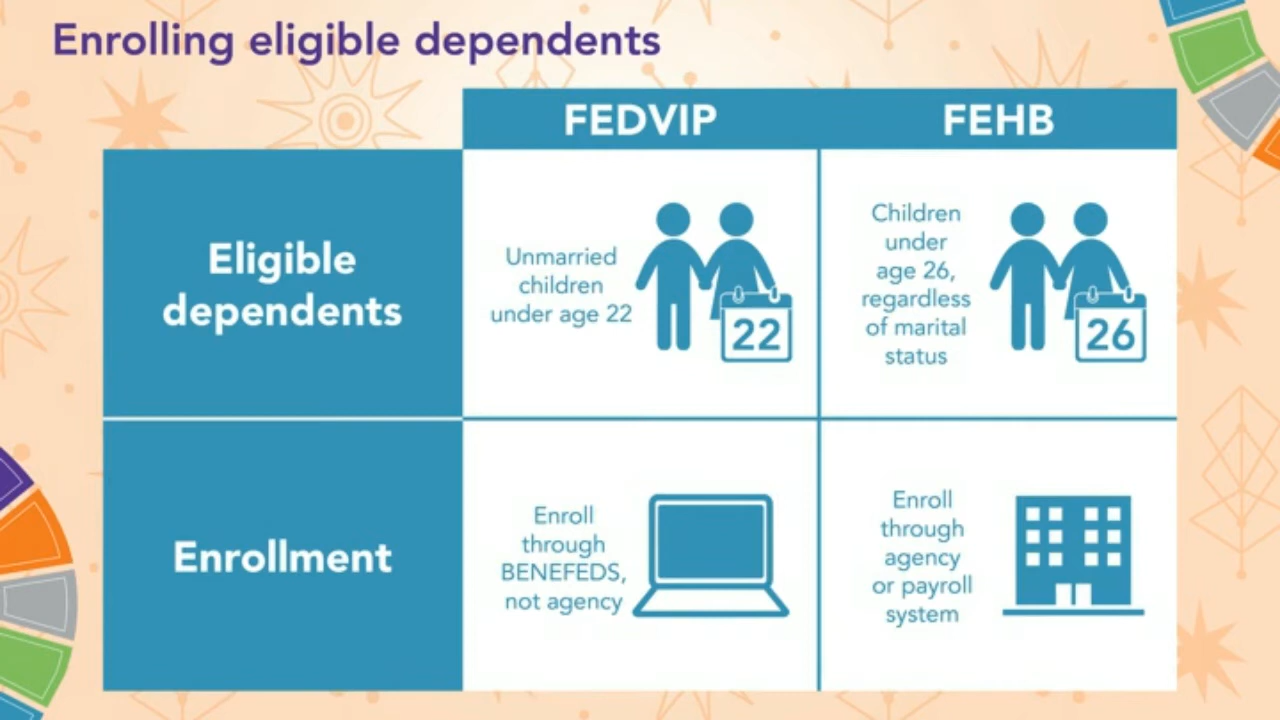 Enrolling eligible dependents
FEDVIP
FEHB
Eligible
dependents
Unmarried
children
under age 22
22
Children
under
age 26,
regardless
of marital
status
26
Enrollment
Enroll
through
BENEFEDS,
not agency
Enroll
through
agency
or payroll
system